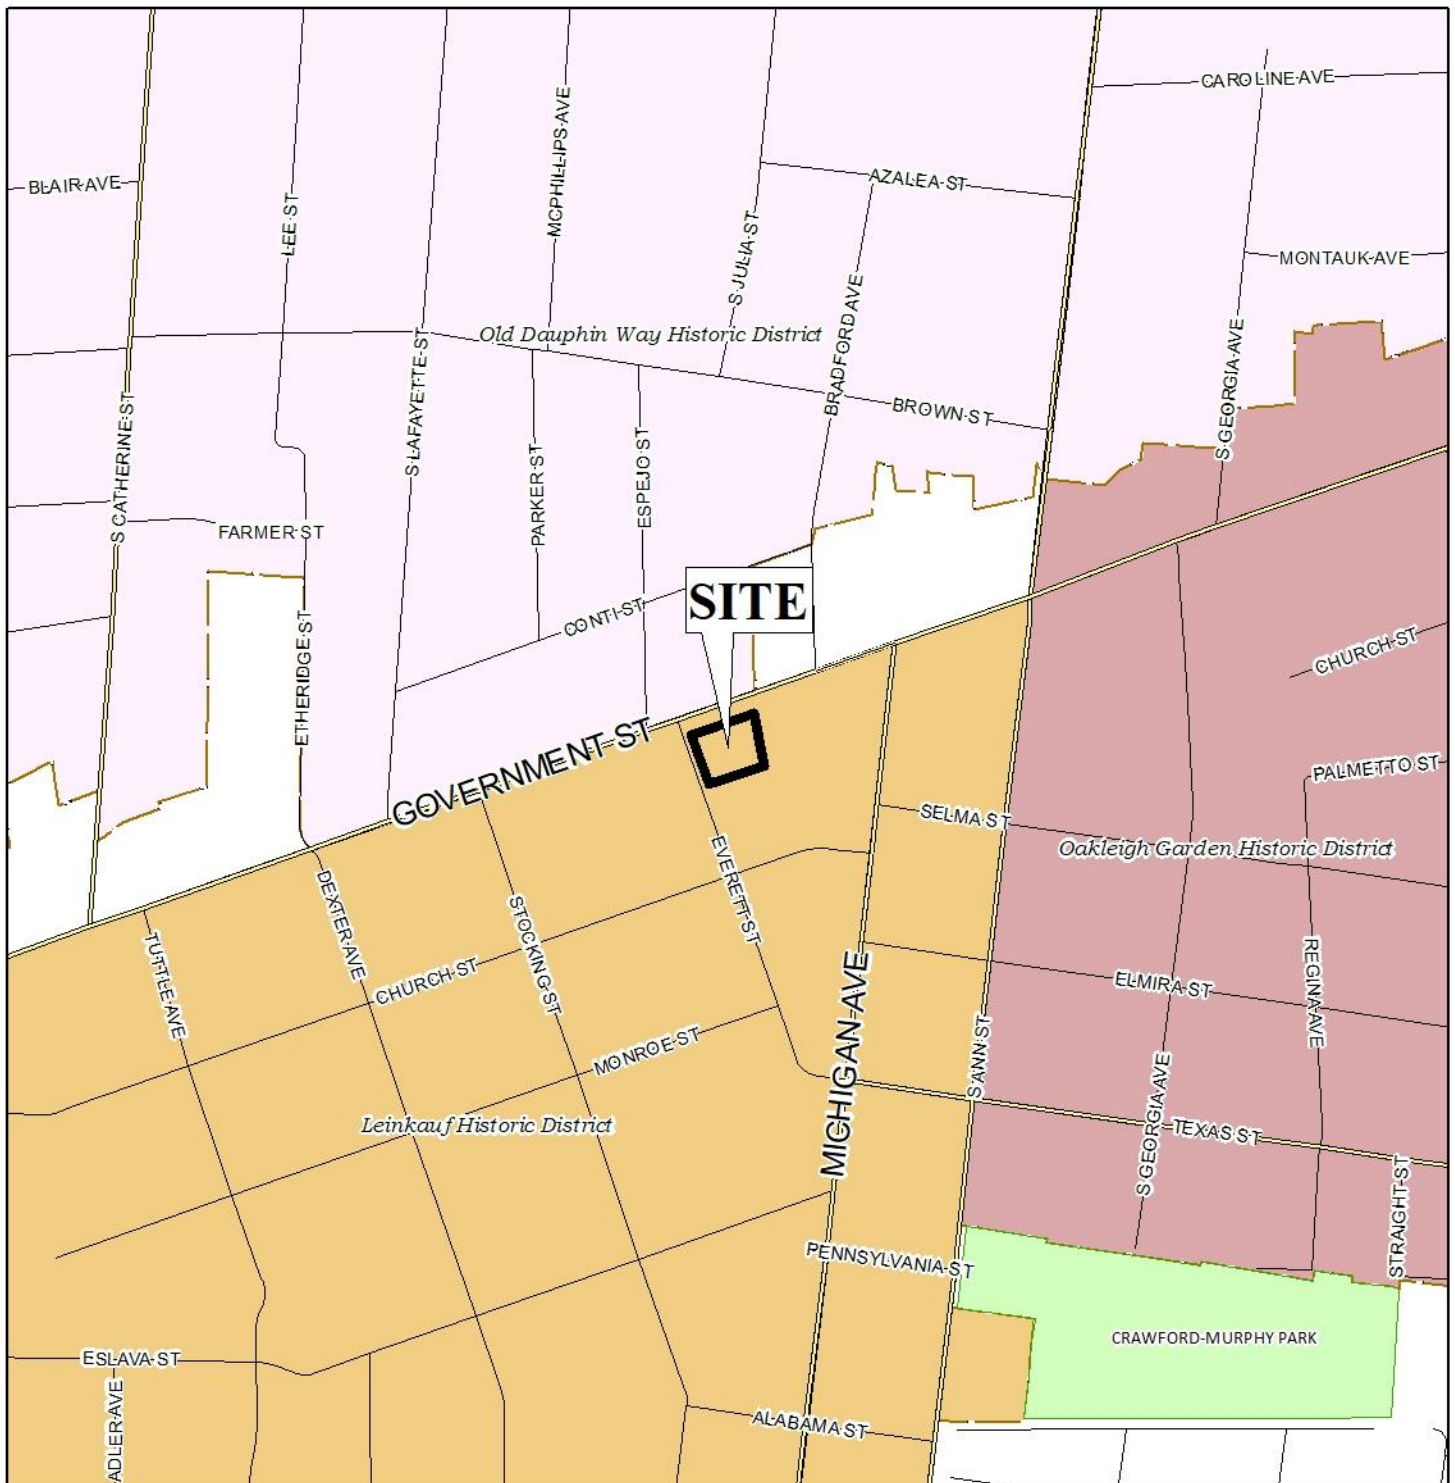 CAROLINE AVE
BLAIR AVE
LEE ST
MCPHILLIPS AVE
AZALEA ST
S JULIA ST
MONTAUK AVE
BRADFORD AVE
Old Dauphin Way Historic District
S LAFAYETTE ST
S GEORGIA AVE
BROWN ST
S CATHERINE ST
PARKER ST
ESPEJO ST
FARMER ST
SITE
CONTI ST
ETHERIDGE ST
CHURCH ST
GOVERNMENT ST
PALMETTO ST
SELMA ST
Oakleigh Garden Historic District
EVERETT ST
DEXTER AVE
STOCKING ST
TUTTLE AVE
CHURCH ST
REGINA AVE
ELMIRA ST
MONROE ST
MICHIGAN AVE
S ANN ST
Leinkauf Historic District
S GEORGIA AVE
TEXAS ST
STRAIGHT ST
PENNSYLVANIA ST
CRAWFORD-MURPHY PARK
ESLAVA ST
ADLER AVE
ALABAMA ST